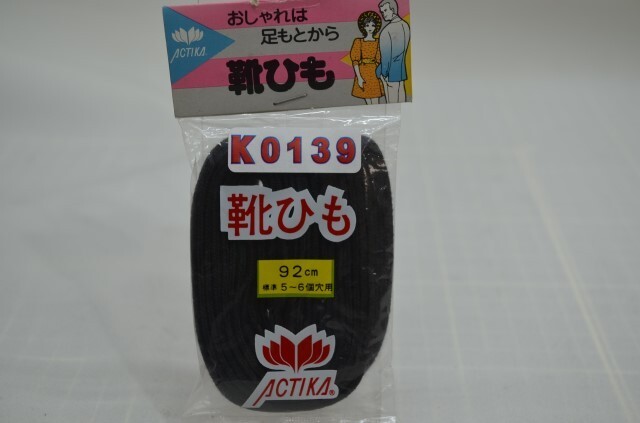 おしゃれは
足もとから
ACTIKA
靴ひも
K0139
靴ひも
92cm
標準 5~6個穴用
ACTIKA®